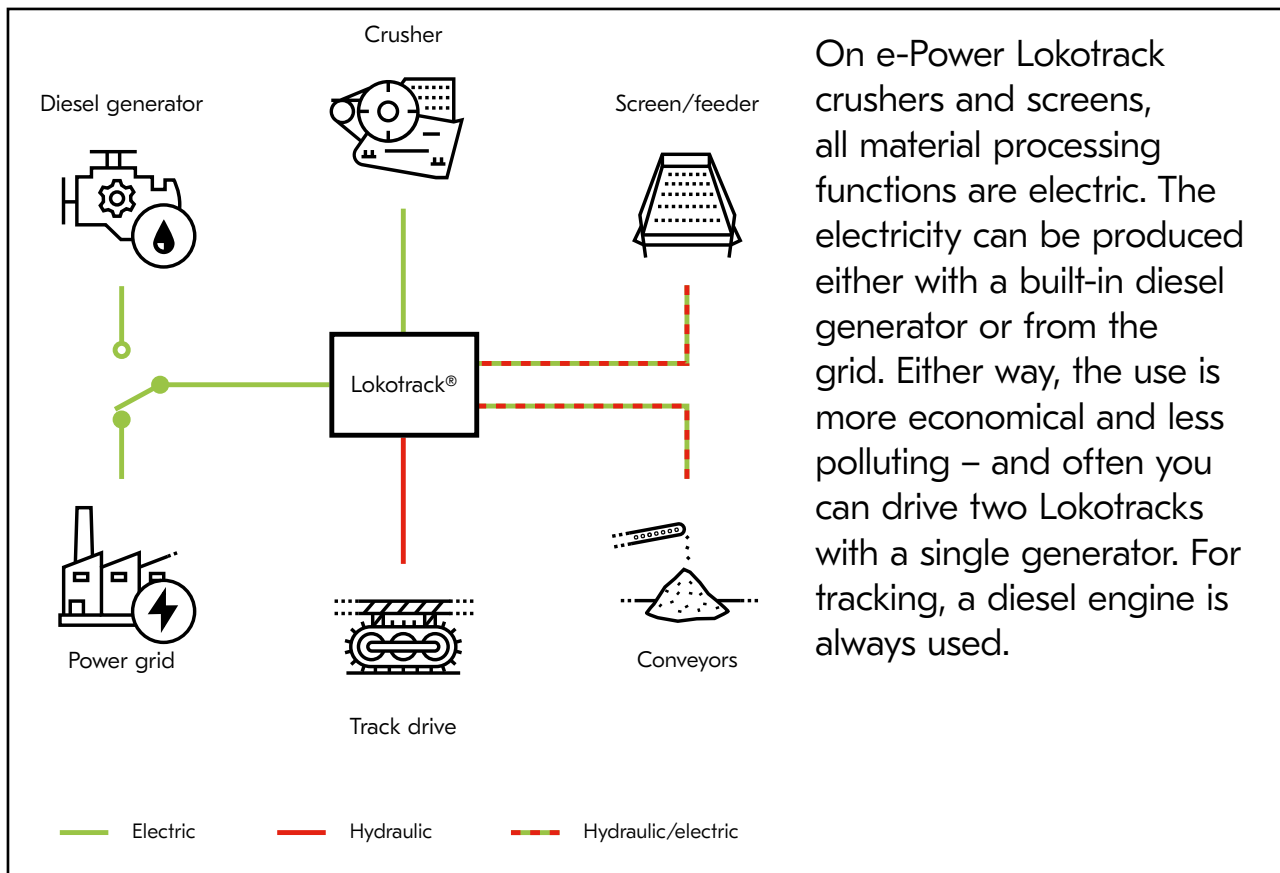 Crusher
Diesel generator
Screen/feeder
Lokotrack®
Power grid
Conveyors
Track drive
Electric
Hydraulic
Hydraulic/electric
On e-Power Lokotrack
crushers and screens,
all material processing
functions are electric. The
electricity can be produced
either with a built-in diesel
generator or from the
grid. Either way, the use is
more economical and less
polluting – and often you
can drive two Lokotracks
with a single generator. For
tracking, a diesel engine is
always used.